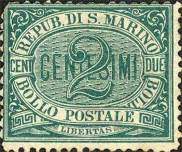 REPUB. DI S. MARINO
CENT
2
CENTESIMI
DUE
BOLLO POSTALE
LIBERTAS